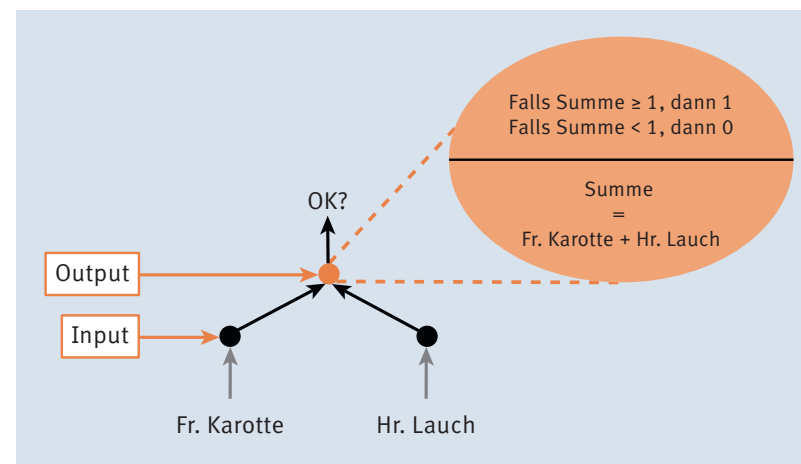 Falls Summe ≥ 1, dann 1
Falls Summe < 1, dann 0
Summe
=
Fr. Karotte + Hr. Lauch
OK?
Output
Input
Fr. Karotte
Hr. Lauch